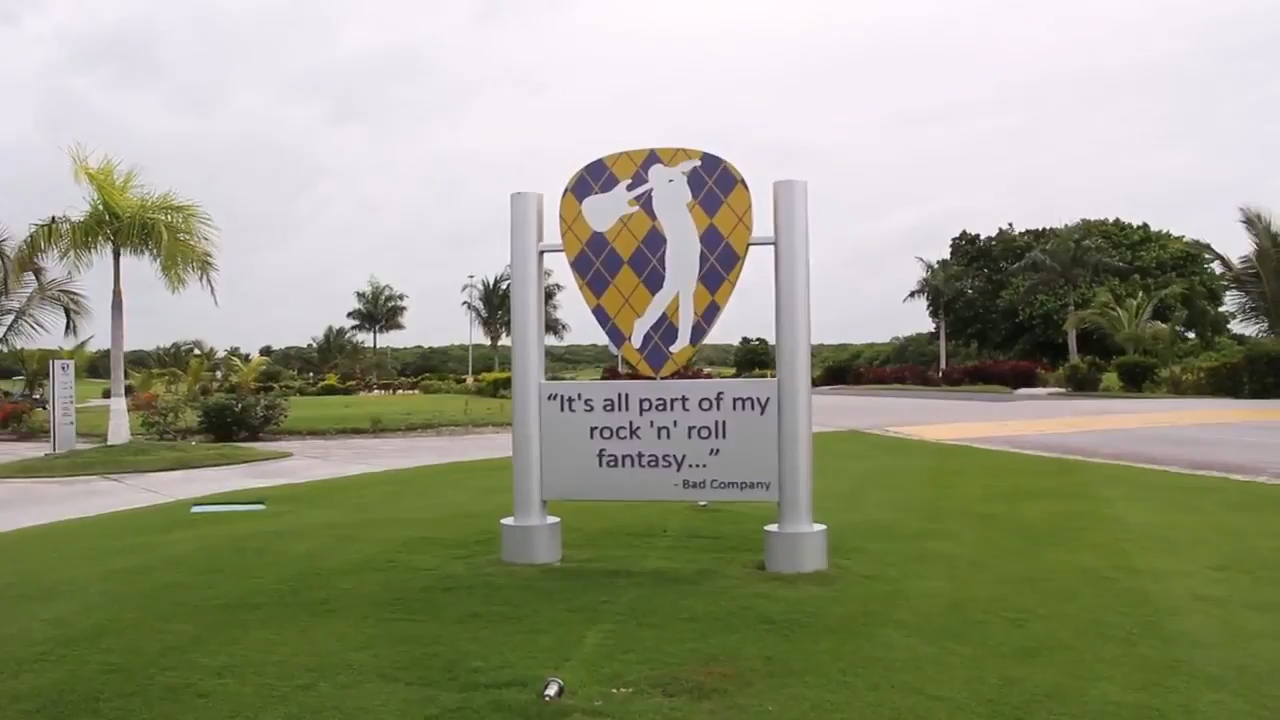 “It's all part of my
rock 'n' roll
fantasy...”
- Bad Company